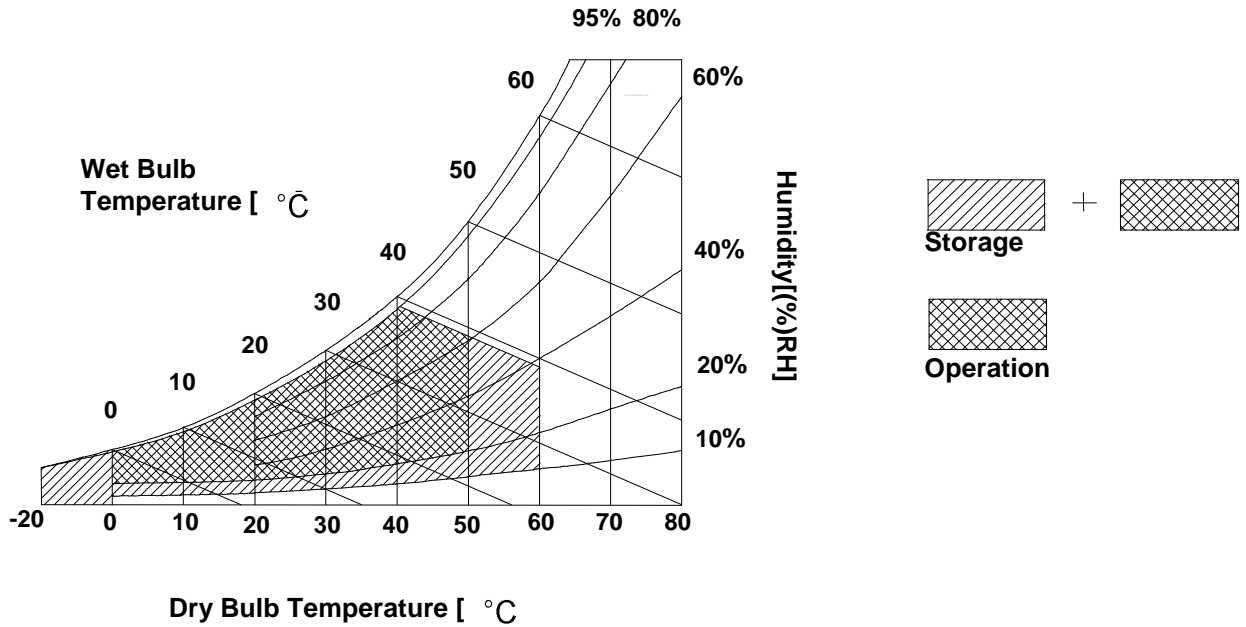 95% 80%
60
60%
50
Wet Bulb
Temperature [ °C
Humidity[(%)RH]
Storage
+
40
40%
30
20
20%
Operation
10
0
10%
-20 0 10 20 30 40 50 60 70 80
Dry Bulb Temperature [ °C